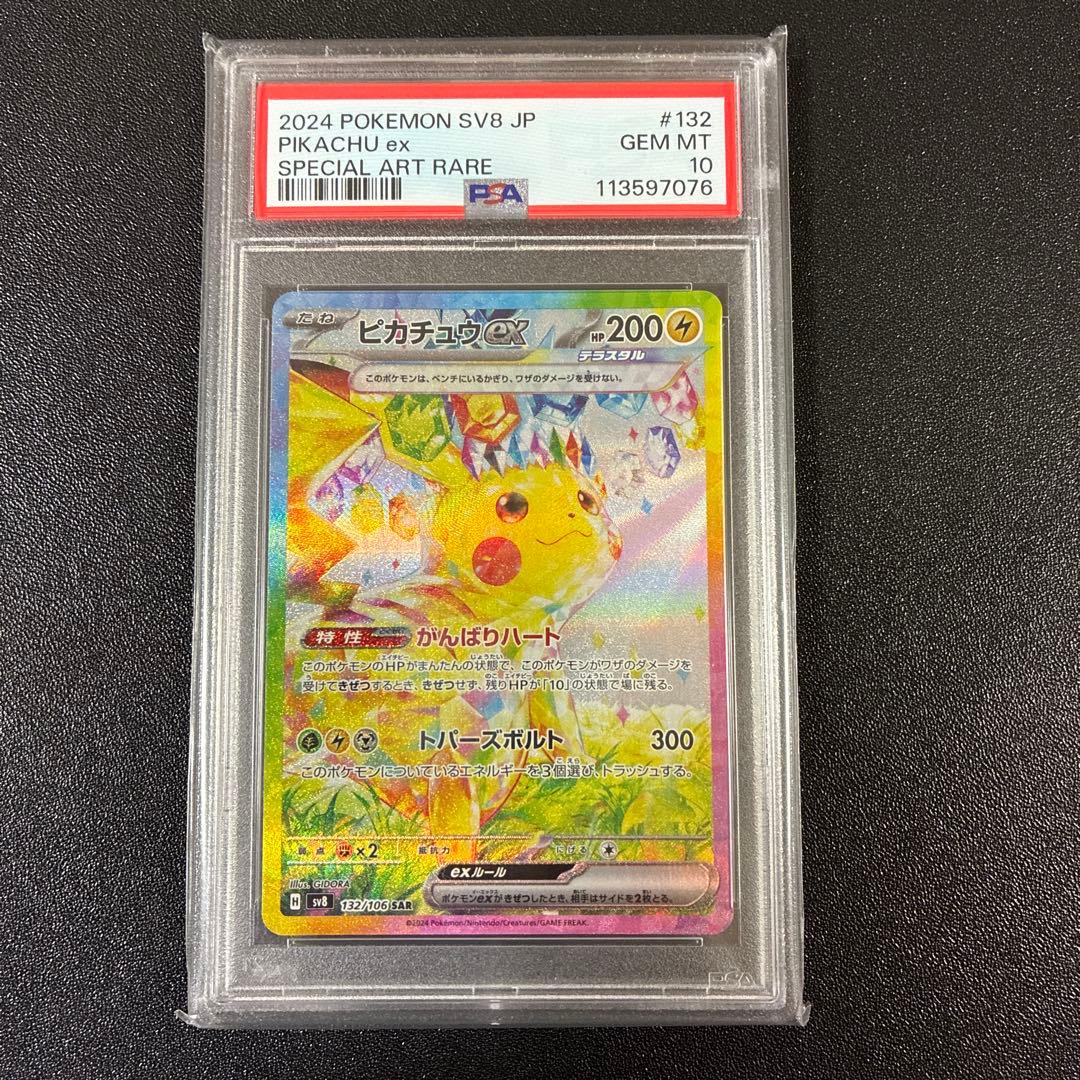 2024 POKEMON SV8 JP #132
PIKACHU ex GEM MT
SPECIAL ART RARE 10
PSA 113597076
たね ピカチュウex HP200
テラスタル
このポケモンは、ベンチにいるかぎり、ワザのダメージを受けない。
特性 がんばりハート
このポケモンのHPがまんたんの状態で、このポケモンがワザのダメージを
受けてきぜつするとき、きぜつせず、残りHPが「10」の状態で場に残る。
トパーズボルト 300
このポケモンについているエネルギーを3個選び、トラッシュする。
弱点 ×2 抵抗力 にげる
exルール
ポケモンexがきぜつしたとき、相手はサイドを2枚とる。
Illus. GIDORA
H sv8 132/106 SAR
©2024 Pokémon/Nintendo/Creatures/GAME FREAK.
PSA